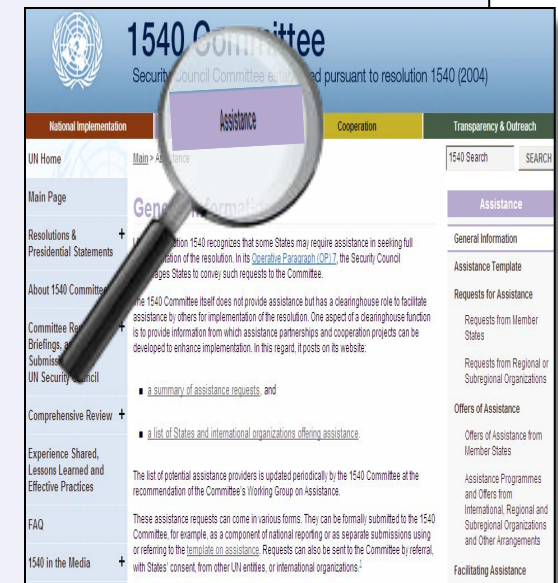 1540 Committee
Security Council Committee established pursuant to resolution 1540 (2004)
National Implementation
Assistance
Cooperation
Transparency & Outreach
UN Home
Main >
1540 Search
SEARCH
Main Page
Resolutions & +
Presidential Statements
About 1540 Committee
Committee
Briefings,
UN Security Council
Comprehensive Review +
Experience Shared,
Lessons Learned and
Effective Practices
FAQ
1540 in the Media +
General Information
1540 recognizes that some States may require assistance in seeking full
of the resolution. In its Operative Paragraph (OP) 7, the Security Council
States to convey such requests to the Committee.
The 1540 Committee itself does not provide assistance but has a clearinghouse role to facilitate
assistance by others for implementation of the resolution. One aspect of a clearinghouse function
is to provide information from which assistance partnerships and cooperation projects can be
developed to enhance implementation. In this regard, it posts on its website:
■ a summary of assistance requests, and
■ a list of States and international organizations offering assistance.
The list of potential assistance providers is updated periodically by the 1540 Committee at the
recommendation of the Committee's Working Group on Assistance.
These assistance requests can come in various forms. They can be formally submitted to the 1540
Committee, for example, as a component of national reporting or as separate submissions using
or referring to the template on assistance. Requests can also be sent to the Committee by referral,
with States' consent, from other UN entities, or international organizations.1
Assistance
General Information
Assistance Template
Requests for Assistance
Requests from Member
States
Requests from Regional or
Subregional Organizations
Offers of Assistance
Offers of Assistance from
Member States
Assistance Programmes
and Offers from
International, Regional and
Subregional Organizations
and Other Arrangements
Facilitating Assistance